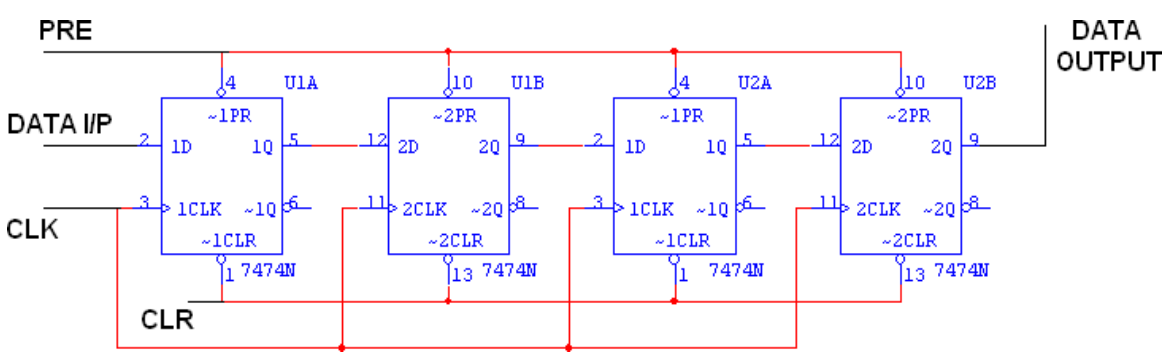 PRE
DATA
OUTPUT
4 U1A 10 U1B 4 U2A 10 U2B
~1PR ~2PR ~1PR ~2PR
DATA I/P
2 1D 1Q 5 12 2D 2Q 9 2 1D 1Q 5 12 2D 2Q 9
CLK
3 1CLK ~1Q 6 11 2CLK ~2Q 8 3 1CLK ~1Q 6 11 2CLK ~2Q 8
~1CLR ~2CLR ~1CLR ~2CLR
1 7474N 13 7474N 1 7474N 13 7474N
CLR